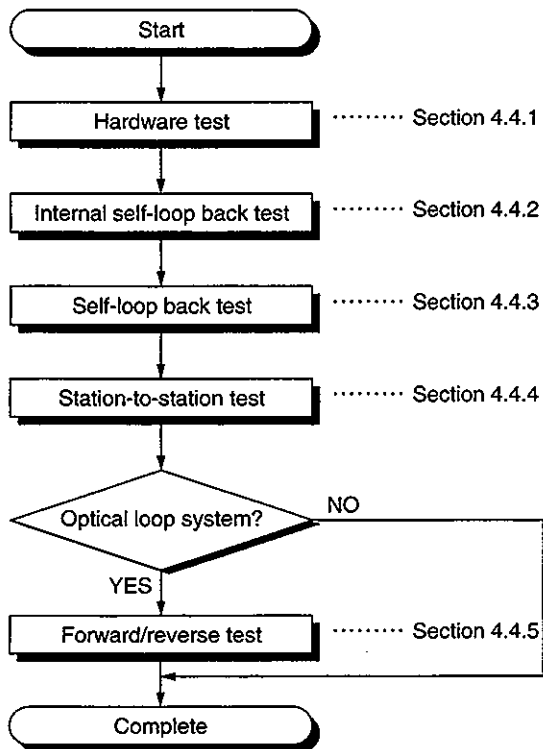 Start
Hardware test ········ Section 4.4.1
Internal self-loop back test ········ Section 4.4.2
Self-loop back test ········ Section 4.4.3
Station-to-station test ········ Section 4.4.4
Optical loop system?
NO
YES
Forward/reverse test ········ Section 4.4.5
Complete